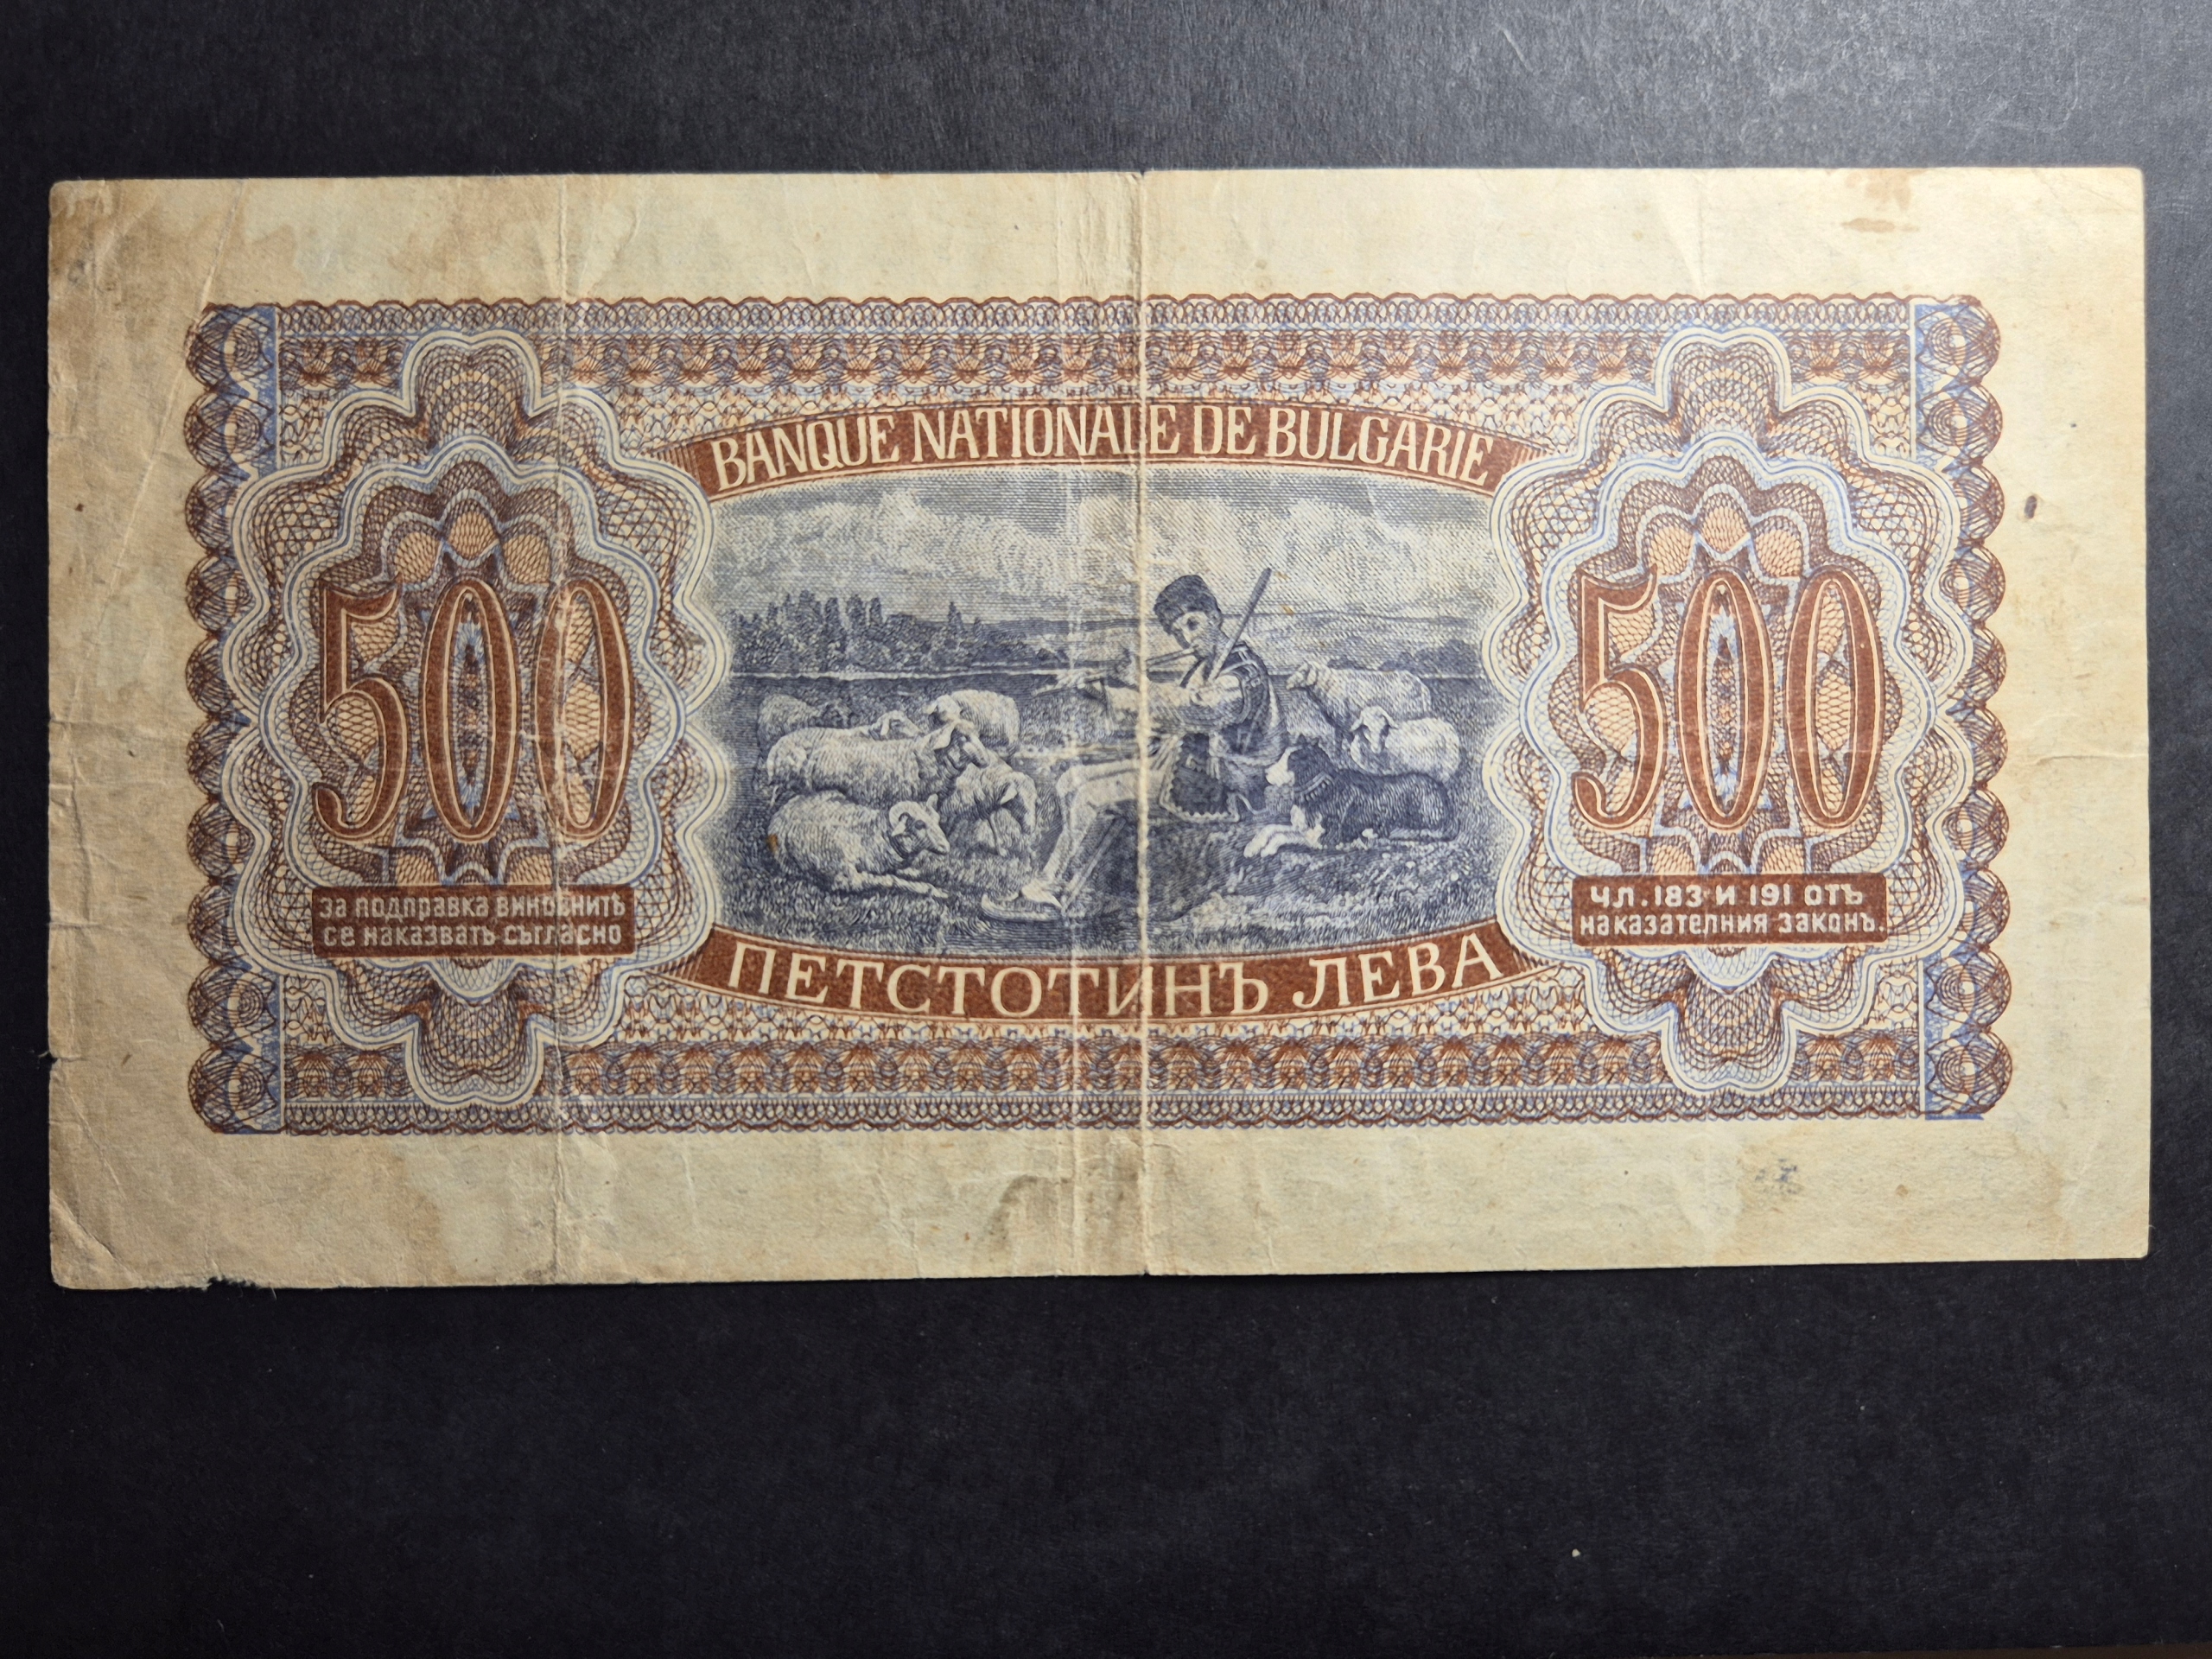 BANQUE NATIONALE DE BULGARIE
500
500
за подправка виновнитѣ
се наказватъ съгласно
чл. 183 и 191 отъ
наказателния законъ.
ПЕТСТОТИНЪ ЛЕВА